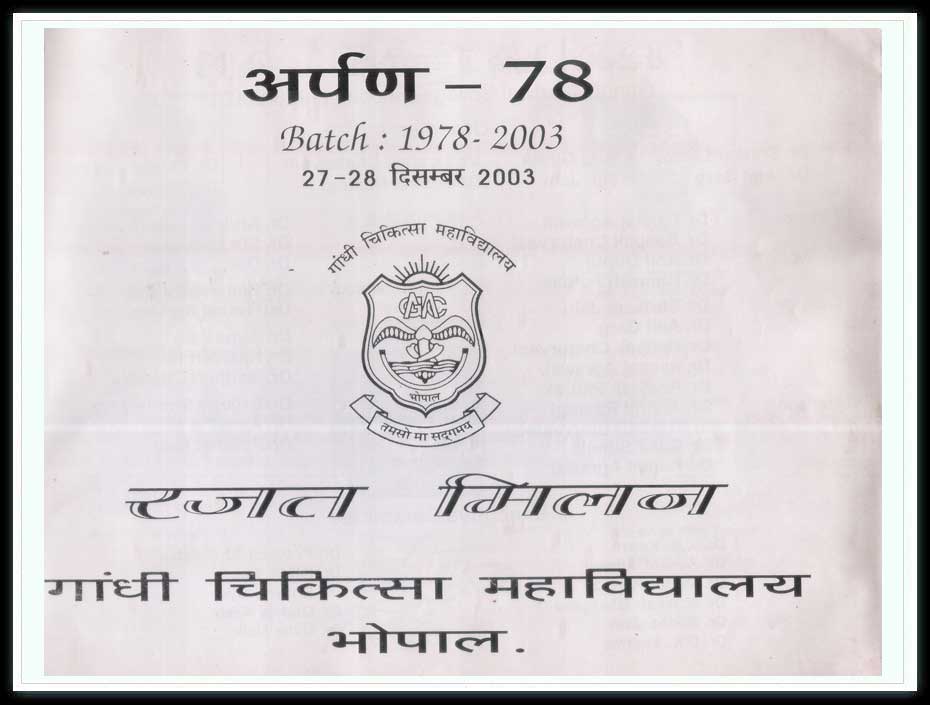 अर्पण – 78
Batch : 1978- 2003
27-28 दिसम्बर 2003
गांधी चिकित्सा महाविद्यालय
GMC
भोपाल
तमसो मा सद्गमय
रजत मिलन
गांधी चिकित्सा महाविद्यालय
भोपाल.